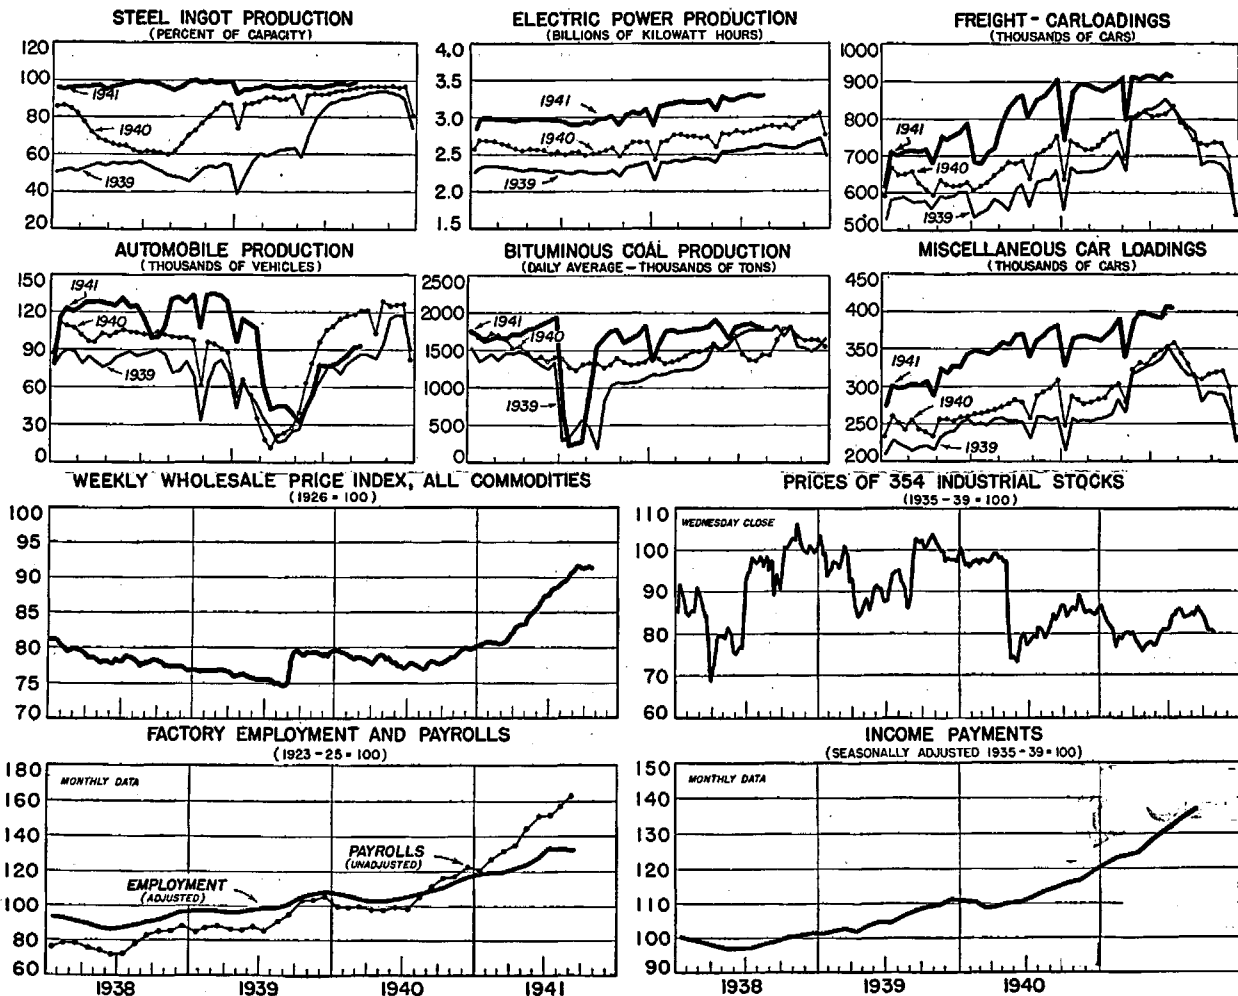 STEEL INGOT PRODUCTION
(PERCENT OF CAPACITY)
120
100
80
60
40
20
1941
1940
1939
ELECTRIC POWER PRODUCTION
(BILLIONS OF KILOWATT HOURS)
4.0
3.5
3.0
2.5
2.0
1.5
1941
1940
1939
FREIGHT - CARLOADINGS
(THOUSANDS OF CARS)
1000
900
800
700
600
500
1941
1940
1939
AUTOMOBILE PRODUCTION
(THOUSANDS OF VEHICLES)
150
120
90
60
30
0
1941
1940
1939
BITUMINOUS COAL PRODUCTION
(DAILY AVERAGE - THOUSANDS OF TONS)
2500
2000
1500
1000
500
0
1941
1940
1939
MISCELLANEOUS CAR LOADINGS
(THOUSANDS OF CARS)
450
400
350
300
250
200
1941
1940
1939
WEEKLY WHOLESALE PRICE INDEX, ALL COMMODITIES
(1926 = 100)
100
95
90
85
80
75
70
PRICES OF 354 INDUSTRIAL STOCKS
(1935 - 39 = 100)
WEDNESDAY CLOSE
110
100
90
80
70
60
FACTORY EMPLOYMENT AND PAYROLLS
(1923 - 25 = 100)
MONTHLY DATA
180
160
140
120
100
80
60
PAYROLLS
(UNADJUSTED)
EMPLOYMENT
(ADJUSTED)
1938 1939 1940 1941
INCOME PAYMENTS
(SEASONALLY ADJUSTED 1935 - 39 = 100)
MONTHLY DATA
150
140
130
120
110
100
90
1938 1939 1940